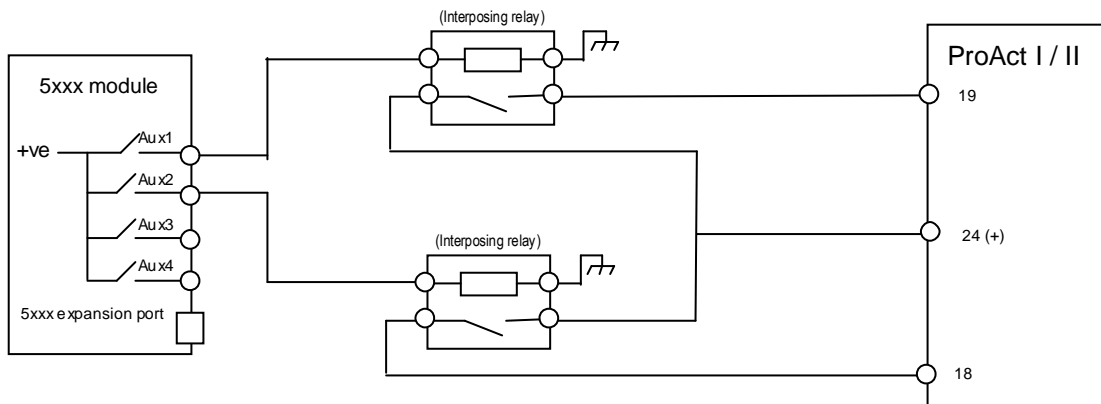 (Interposing relay)
ProAct I / II
5xxx module
19
Aux1
+ve
Aux2
Aux3
(Interposing relay)
24 (+)
Aux4
5xxx expansion port
18